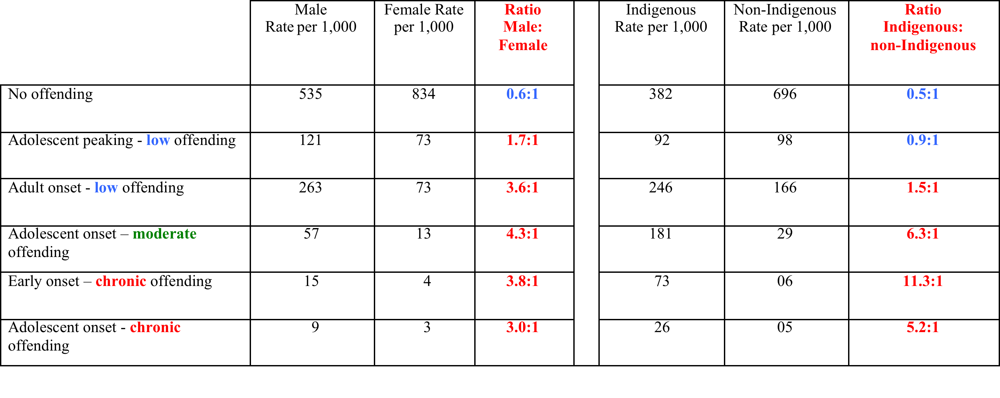 Male Female Rate Ratio Indigenous Non-Indigenous Ratio
Rate per 1,000 per 1,000 Male: Rate per 1,000 Rate per 1,000 Indigenous:
Female non-Indigenous
No offending 535 834 0.6:1 382 696 0.5:1
Adolescent peaking - low offending 121 73 1.7:1 92 98 0.9:1
Adult onset - low offending 263 73 3.6:1 246 166 1.5:1
Adolescent onset – moderate 57 13 4.3:1 181 29 6.3:1
offending
Early onset – chronic offending 15 4 3.8:1 73 06 11.3:1
Adolescent onset - chronic 9 3 3.0:1 26 05 5.2:1
offending